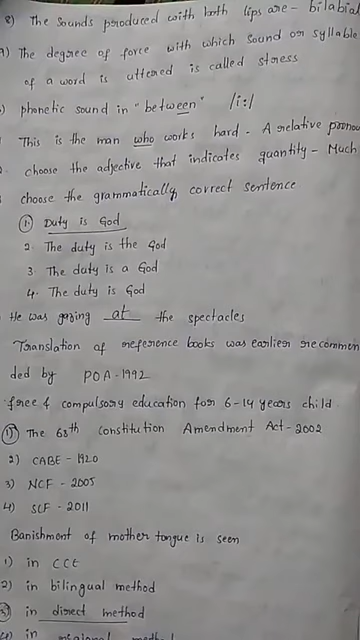 8) The sounds produced with both lips are - bilabial
9) The degree of force with which sound or syllable
of a word is uttered is called stress
) phonetic sound in "between" /i:/
This is the man who works hard - A relative pronou
choose the adjective that indicates quantity - Much
choose the grammatically correct sentence
1) Duty is God
2. The duty is the God
3. The duty is a God
4. The duty is God
He was gazing at the spectacles
Translation of reference books was earlier recommen
ded by POA-1992
free & compulsory education for 6-14 years child
1) The 68th Constitution Amendment Act-2002
2) CABE - 1920
3) NCF - 2005
4) SCF - 2011
Banishment of mother tongue is seen
1) in CCE
2) in bilingual method
3) in direct method
in